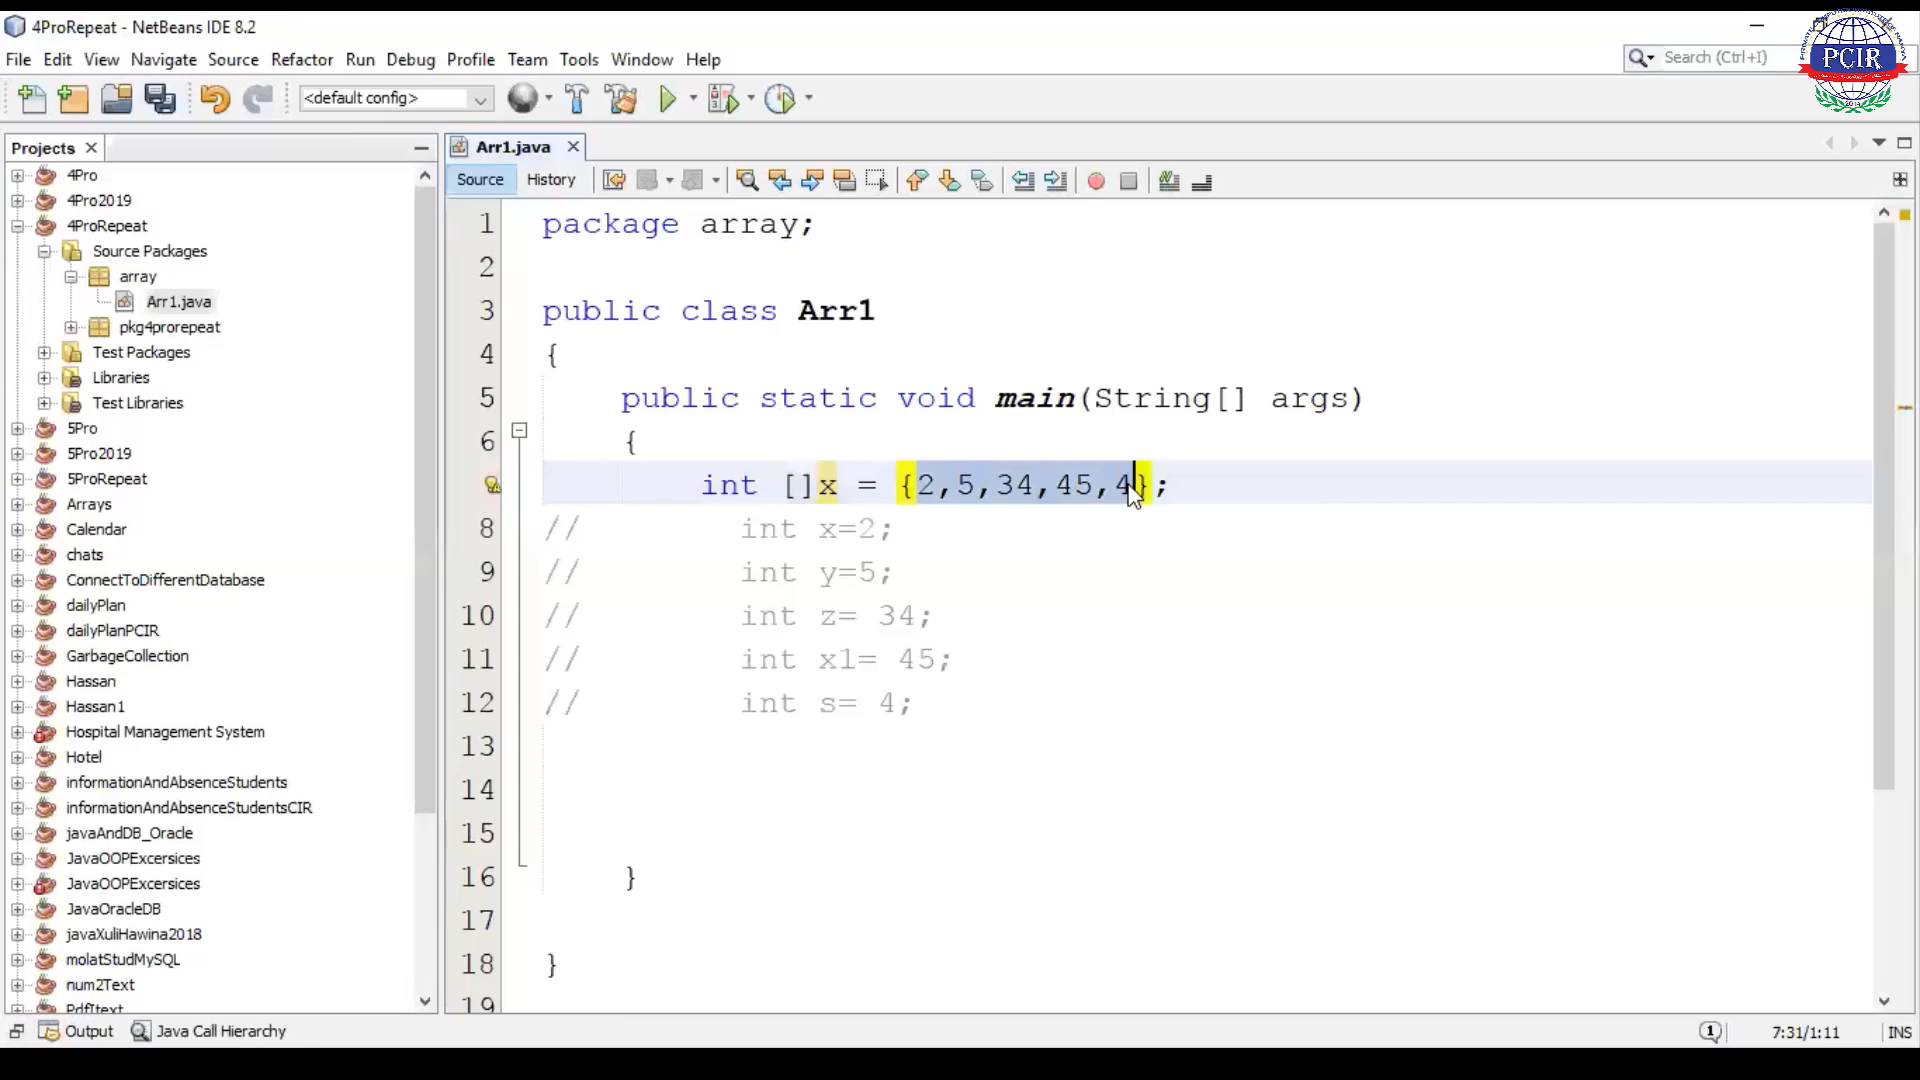 4ProRepeat - NetBeans IDE 8.2
File Edit View Navigate Source Refactor Run Debug Profile Team Tools Window Help
Search (Ctrl+I)
PCIR
2014
<default config>
Projects
Arr1.java
Source History
4Pro
4Pro2019
4ProRepeat
Source Packages
array
Arr1.java
pkg4prorepeat
Test Packages
Libraries
Test Libraries
5Pro
5Pro2019
5ProRepeat
Arrays
Calendar
chats
ConnectToDifferentDatabase
dailyPlan
dailyPlanPCIR
GarbageCollection
Hassan
Hassan1
Hospital Management System
Hotel
informationAndAbsenceStudents
informationAndAbsenceStudentsCIR
javaAndDB_Oracle
JavaOOPExcersices
JavaOOPExcersices
JavaOracleDB
javaXuliHawina2018
molatStudMySQL
num2Text
PdfItext
1 package array;
2
3 public class Arr1
4 {
5 public static void main(String[] args)
6 {
int []x = {2,5,34,45,4};
8 // int x=2;
9 // int y=5;
10 // int z= 34;
11 // int x1= 45;
12 // int s= 4;
13
14
15
16 }
17
18 }
19
Output Java Call Hierarchy
1 7:31/1:11 INS